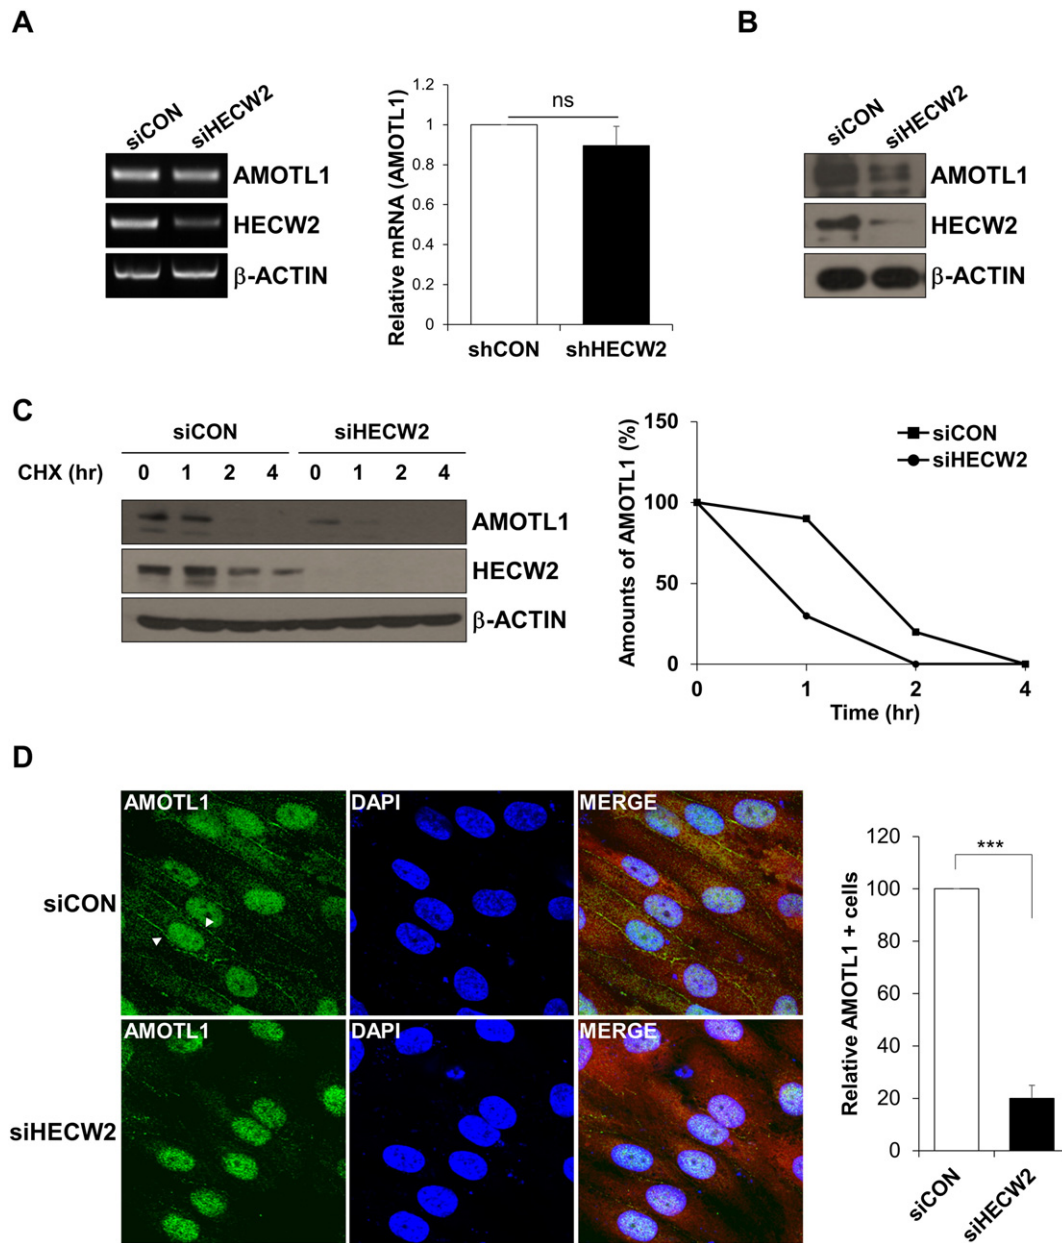 A
siCON
siHECW2
AMOTL1
HECW2
β-ACTIN
Relative mRNA (AMOTL1)
1.2
1
0.8
0.6
0.4
0.2
0
ns
shCON
shHECW2
B
siCON
siHECW2
AMOTL1
HECW2
β-ACTIN
C
siCON
siHECW2
CHX (hr) 0 1 2 4 0 1 2 4
AMOTL1
HECW2
β-ACTIN
Amounts of AMOTL1 (%)
150
100
50
0
siCON
siHECW2
0 1 2 4
Time (hr)
D
AMOTL1
DAPI
MERGE
siCON
AMOTL1
DAPI
MERGE
siHECW2
Relative AMOTL1 + cells
120
100
80
60
40
20
0
***
siCON
siHECW2